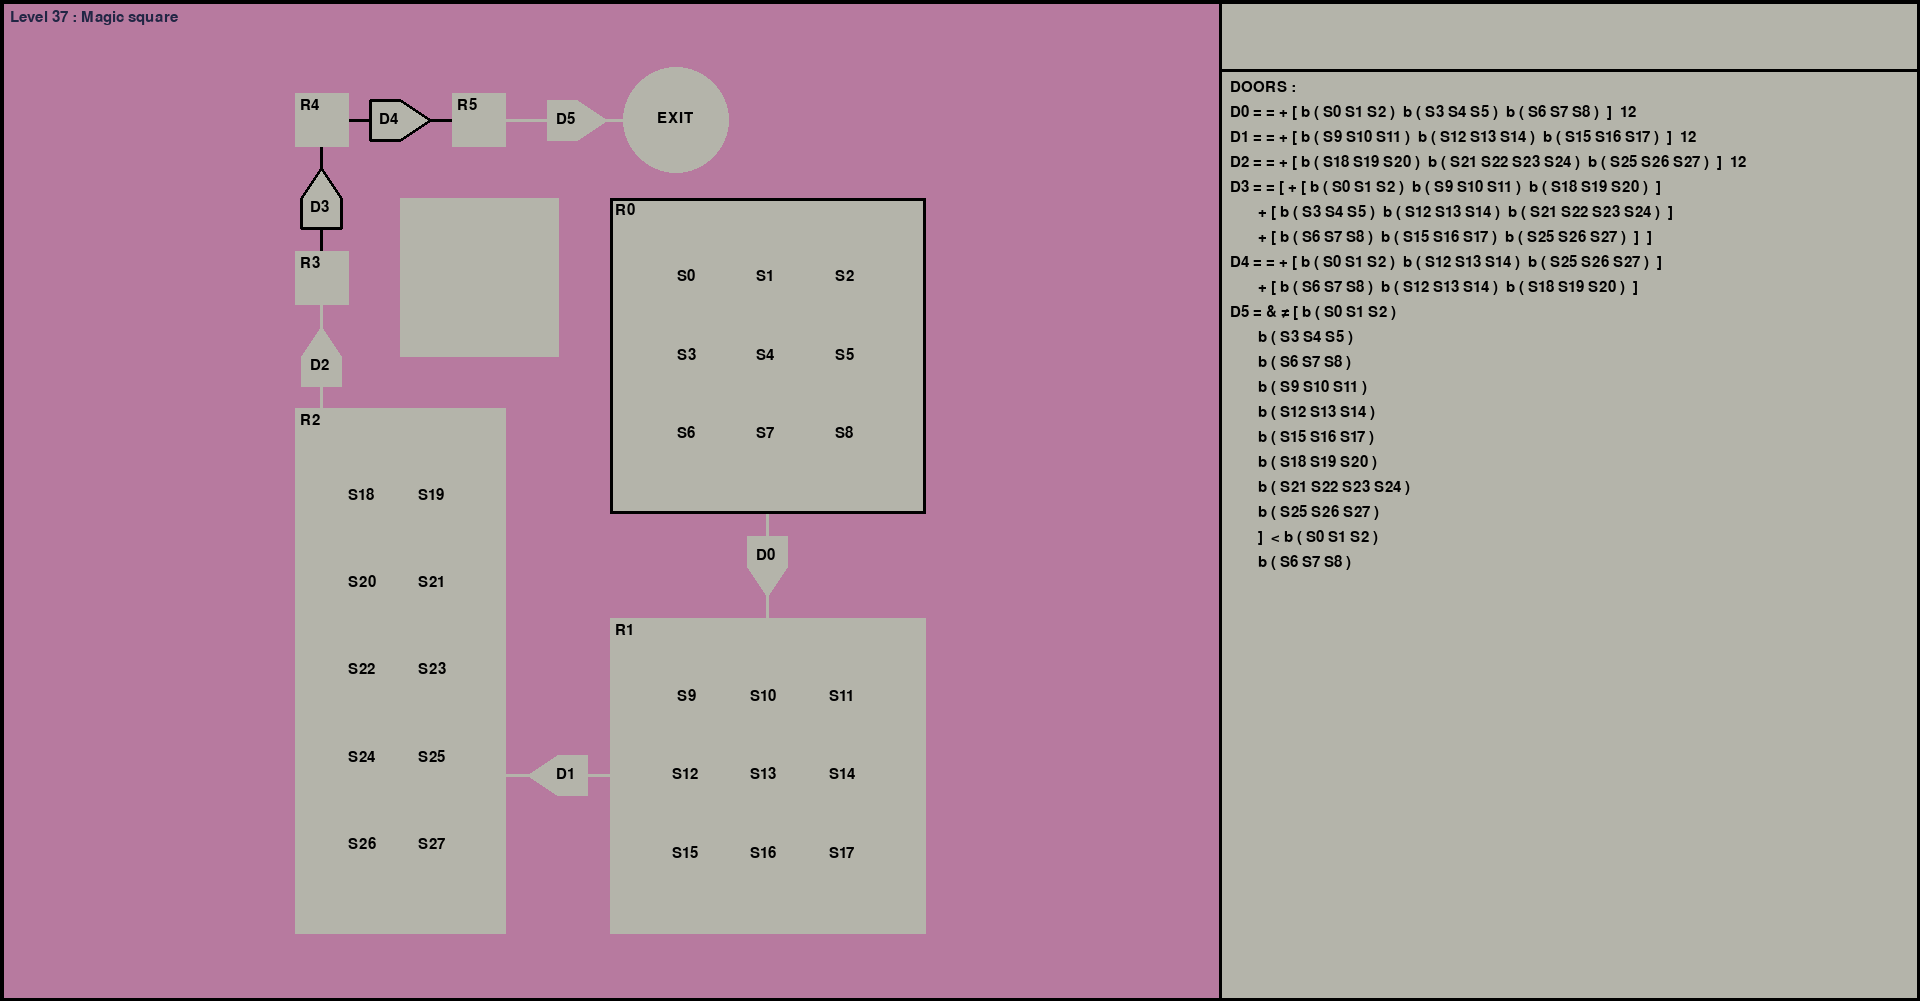 Level 37 : Magic square
R4
D4
R5
D5
EXIT
D3
R3
D2
R0
S0 S1 S2
S3 S4 S5
S6 S7 S8
D0
R2
S18 S19
S20 S21
S22 S23
S24 S25
S26 S27
R1
S9 S10 S11
S12 S13 S14
S15 S16 S17
D1
DOORS :
D0 = = + [ b ( S0 S1 S2 ) b ( S3 S4 S5 ) b ( S6 S7 S8 ) ] 12
D1 = = + [ b ( S9 S10 S11 ) b ( S12 S13 S14 ) b ( S15 S16 S17 ) ] 12
D2 = = + [ b ( S18 S19 S20 ) b ( S21 S22 S23 S24 ) b ( S25 S26 S27 ) ] 12
D3 = = [ + [ b ( S0 S1 S2 ) b ( S9 S10 S11 ) b ( S18 S19 S20 ) ]
+ [ b ( S3 S4 S5 ) b ( S12 S13 S14 ) b ( S21 S22 S23 S24 ) ]
+ [ b ( S6 S7 S8 ) b ( S15 S16 S17 ) b ( S25 S26 S27 ) ] ]
D4 = = + [ b ( S0 S1 S2 ) b ( S12 S13 S14 ) b ( S25 S26 S27 ) ]
+ [ b ( S6 S7 S8 ) b ( S12 S13 S14 ) b ( S18 S19 S20 ) ]
D5 = & ≠ [ b ( S0 S1 S2 )
b ( S3 S4 S5 )
b ( S6 S7 S8 )
b ( S9 S10 S11 )
b ( S12 S13 S14 )
b ( S15 S16 S17 )
b ( S18 S19 S20 )
b ( S21 S22 S23 S24 )
b ( S25 S26 S27 )
] < b ( S0 S1 S2 )
b ( S6 S7 S8 )